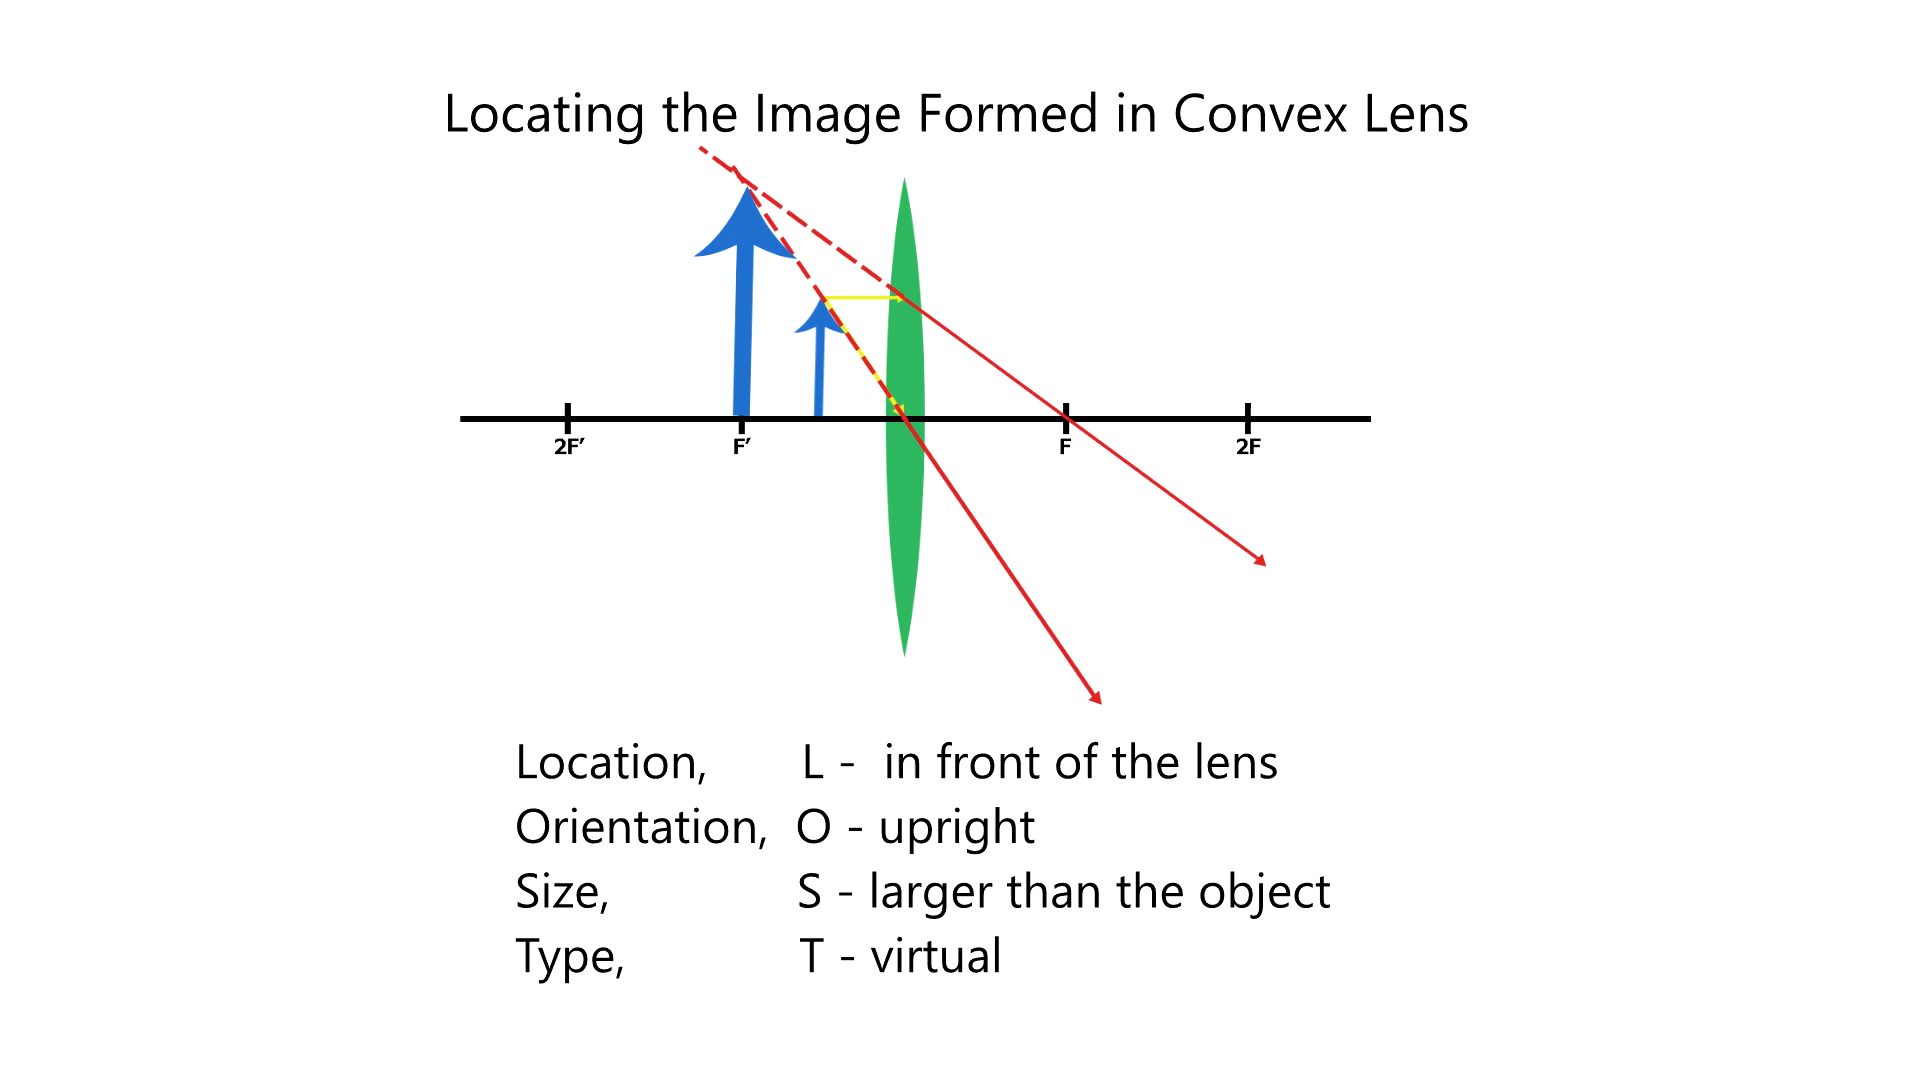 Locating the Image Formed in Convex Lens
2F′ F′ F 2F
Location, L - in front of the lens
Orientation, O - upright
Size, S - larger than the object
Type, T - virtual